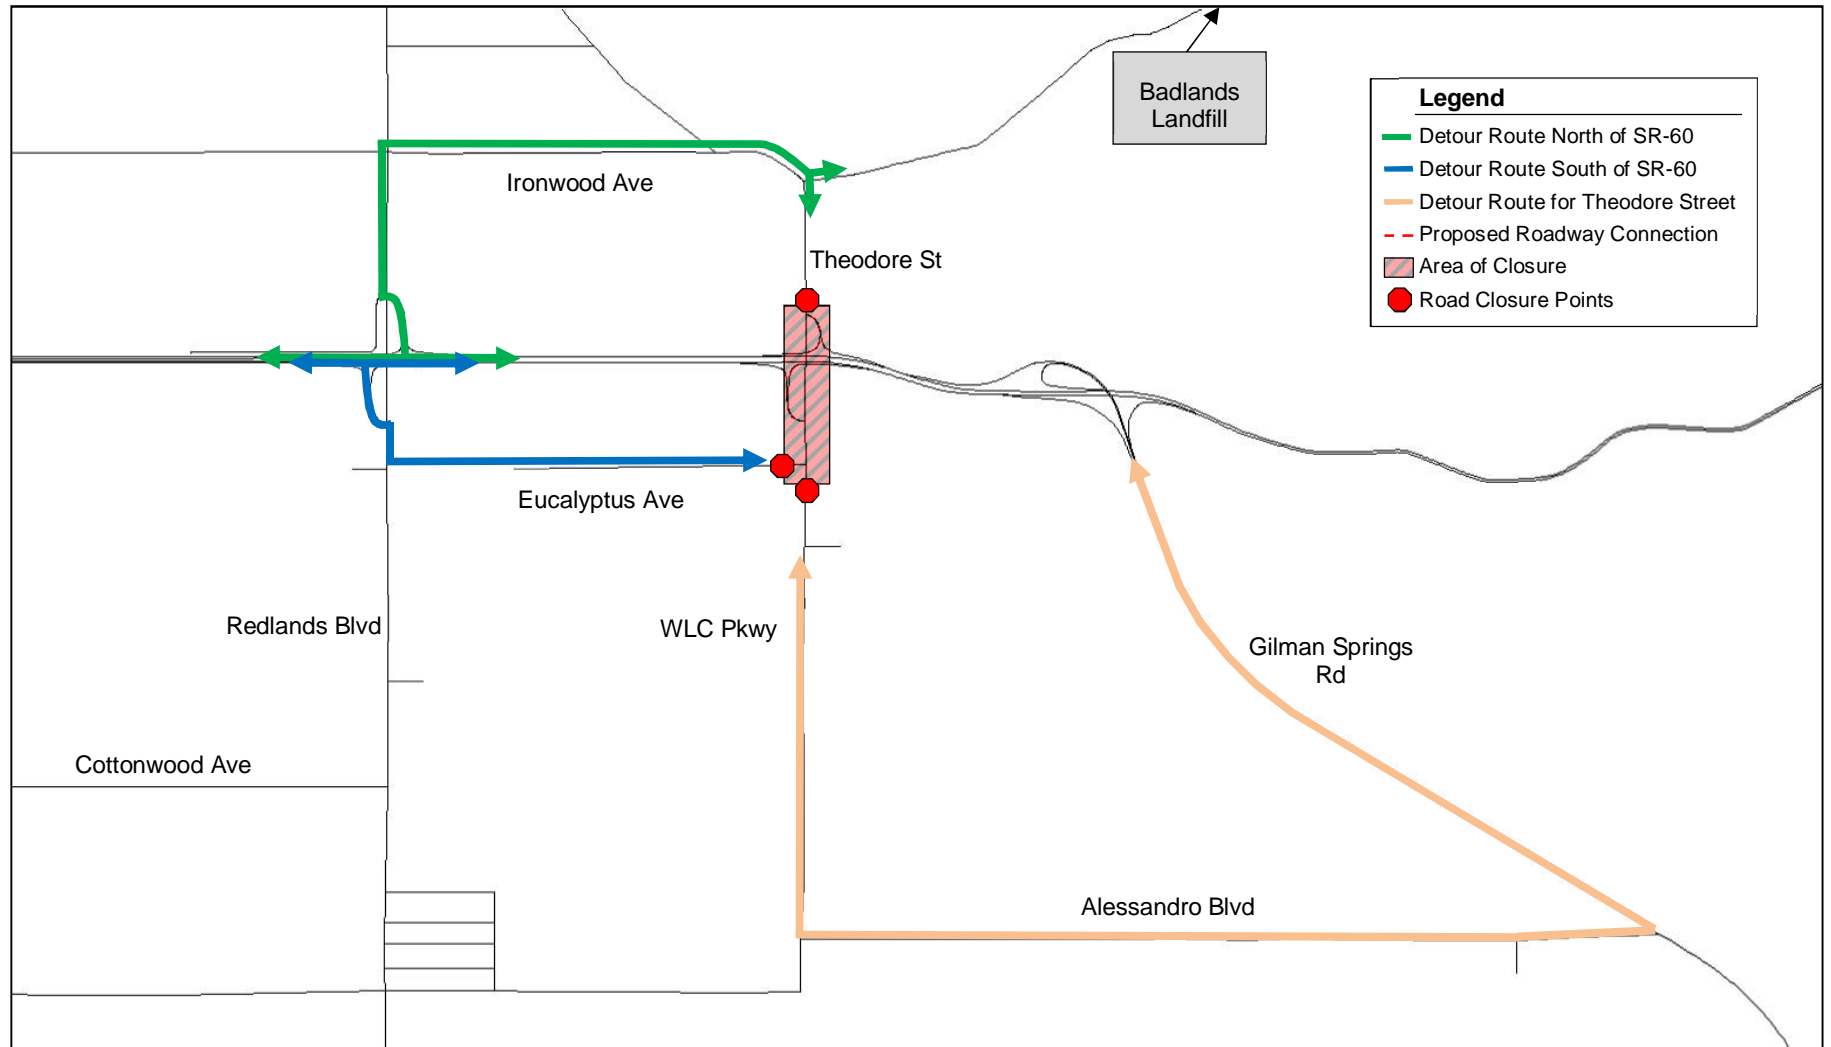 Badlands
Landfill
Legend
Detour Route North of SR-60
Detour Route South of SR-60
Detour Route for Theodore Street
Proposed Roadway Connection
Area of Closure
Road Closure Points
Ironwood Ave
Theodore St
Eucalyptus Ave
Redlands Blvd
WLC Pkwy
Gilman Springs
Rd
Cottonwood Ave
Alessandro Blvd